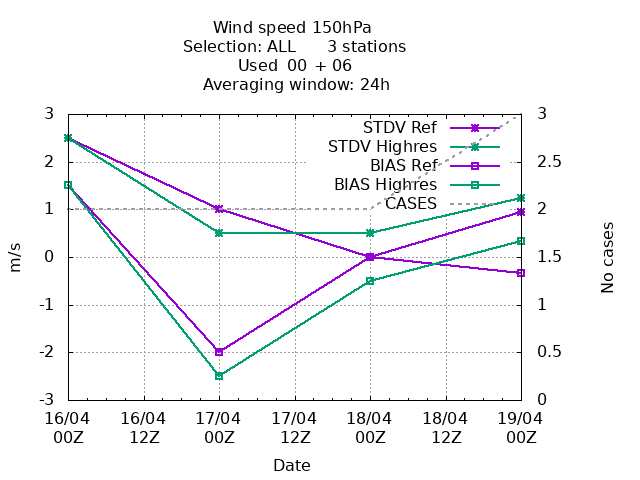 Wind speed 150hPa
Selection: ALL 3 stations
Used 00 + 06
Averaging window: 24h
3
2
1
0
-1
-2
-3
m/s
STDV Ref
STDV Highres
BIAS Ref
BIAS Highres
CASES
3
2.5
2
1.5
1
0.5
0
No cases
16/04 16/04 17/04 17/04 18/04 18/04 19/04
00Z 12Z 00Z 12Z 00Z 12Z 00Z
Date